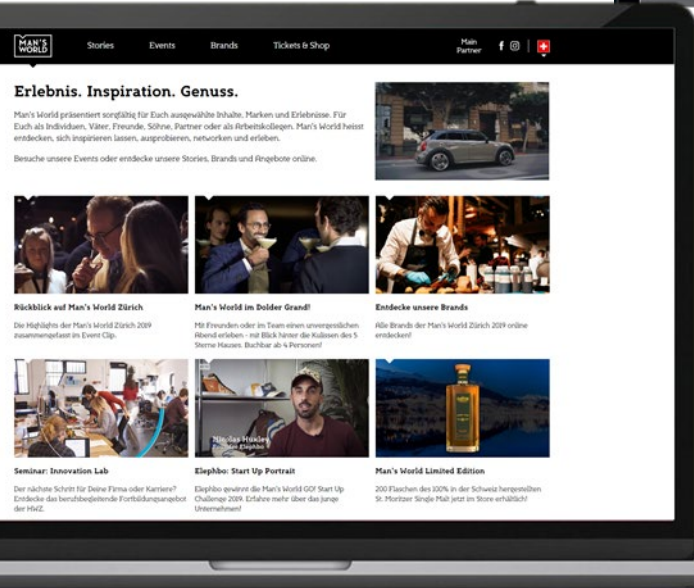 MAN'S
WORLD
Stories
Events
Brands
Tickets & Shop
Main
Partner
Erlebnis. Inspiration. Genuss.
Man's World präsentiert sorgfältig für Euch ausgewählte Inhalte, Marken und Erlebnisse. Für
Euch als Individuen, Väter, Freunde, Söhne, Partner oder als Arbeitskollegen. Man's World heisst
entdecken, sich inspirieren lassen, ausprobieren, networken und erleben.
Besuche unsere Events oder entdecke unsere Stories, Brands und Angebote online.
Rückblick auf Man's World Zürich
Die Highlights der Man's World Zürich 2019
zusammengefasst im Event Clip.
Man's World im Dolder Grand!
Mit Freunden oder im Team einen unvergesslichen
Abend erleben - mit Blick hinter die Kulissen des 5
Sterne Hauses. Buchbar ab 4 Personen!
Entdecke unsere Brands
Alle Brands der Man's World Zürich 2019 online
entdecken!
Nicolas Huxley
Elephbo
Seminar: Innovation Lab
Der nächste Schritt für Deine Firma oder Karriere?
Entdecke das berufsbegleitende Fortbildungsangebot
der HWZ.
Elephbo: Start Up Portrait
Elephbo gewinnt die Man's World GO! Start Up
Challenge 2019. Erfahre mehr über das junge
Unternehmen!
Man's World Limited Edition
200 Flaschen des 100% in der Schweiz hergestellten
St. Moritzer Single Malt jetzt im Store erhältlich!